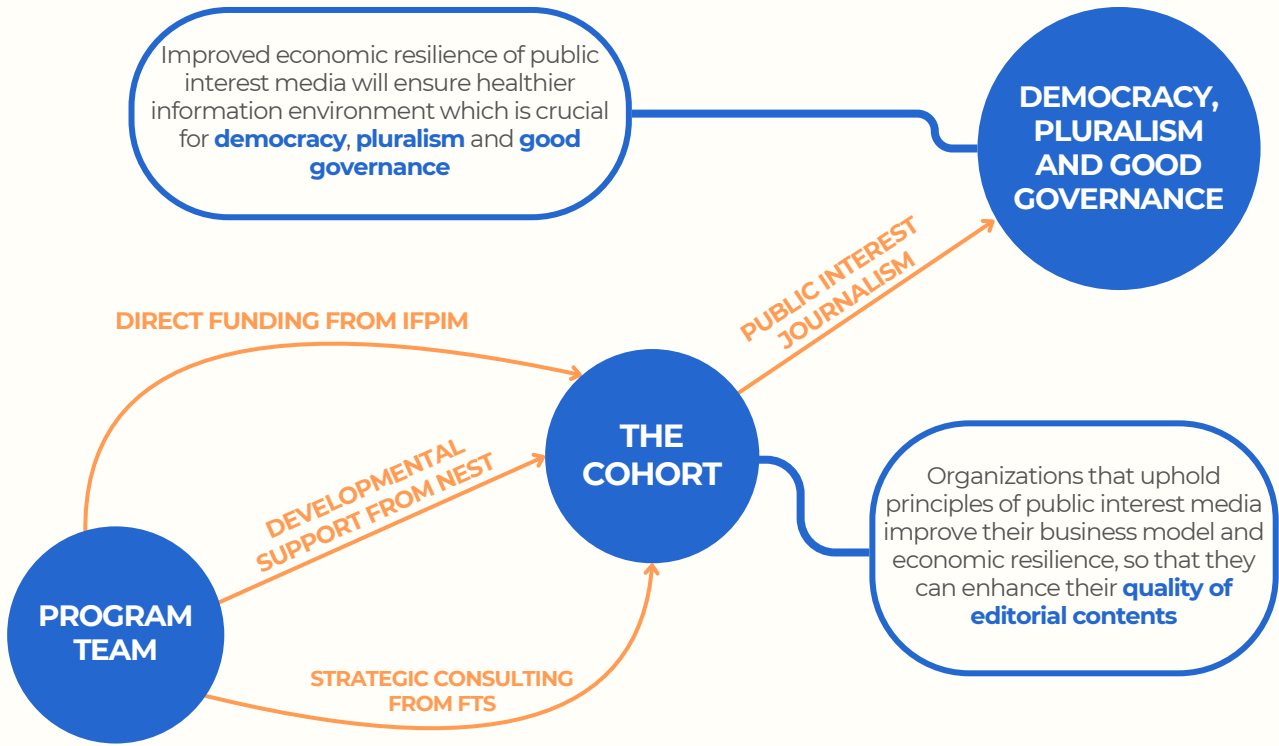 Improved economic resilience of public
interest media will ensure healthier
information environment which is crucial
for democracy, pluralism and good
governance
DEMOCRACY,
PLURALISM
AND GOOD
GOVERNANCE
PUBLIC INTEREST
JOURNALISM
DIRECT FUNDING FROM IFPIM
THE
COHORT
DEVELOPMENTAL
SUPPORT FROM NEST
Organizations that uphold
principles of public interest media
improve their business model and
economic resilience, so that they
can enhance their quality of
editorial contents
PROGRAM
TEAM
STRATEGIC CONSULTING
FROM FTS